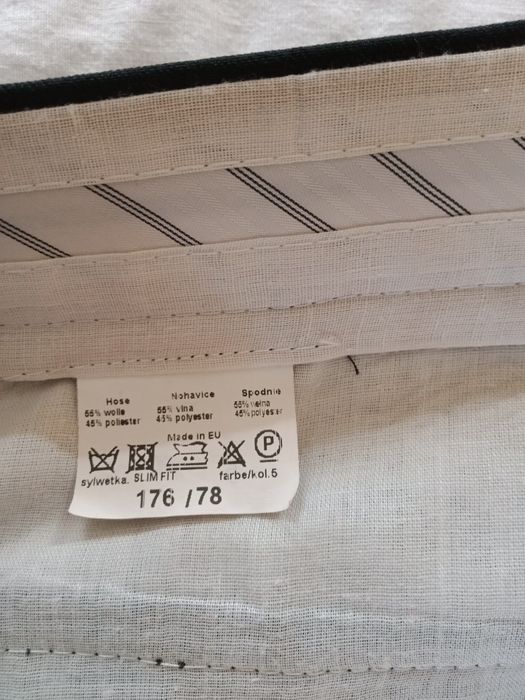 Hose Nohavice Spodnie
55% wolle 55% vlna 55% wełna
45% poliester 45% polyester 45% polyester
Made in EU
P
sylwetka. SLIM FIT farbe/kol.5
176 /78